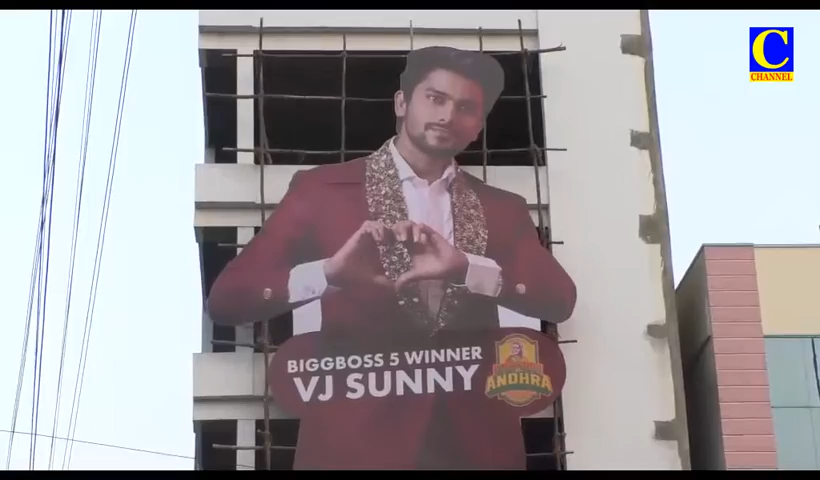 C
CHANNEL
BIGGBOSS 5 WINNER
VJ SUNNY
ANDHRA